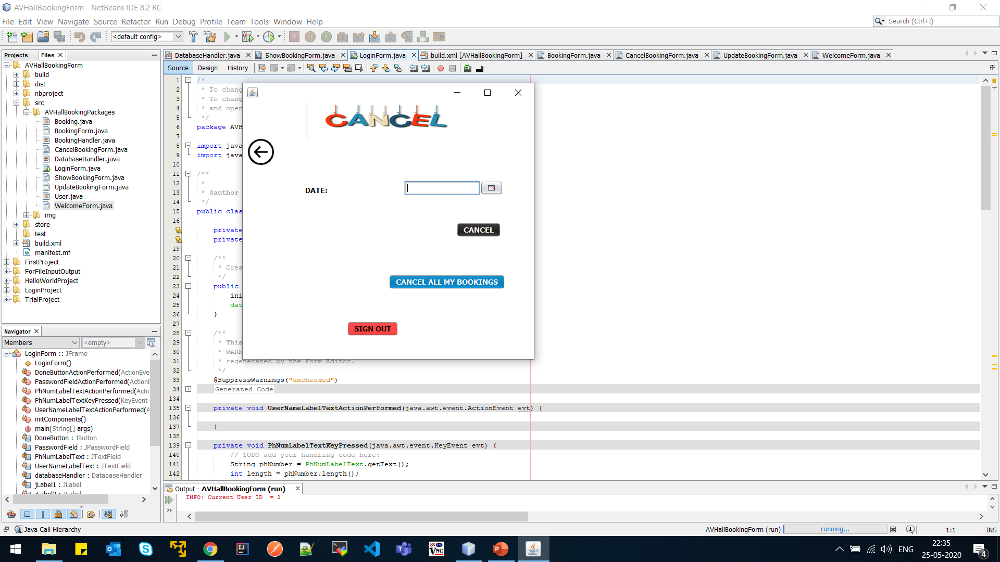 AVHallBookingForm - NetBeans IDE 8.2 RC
File Edit View Navigate Source Refactor Run Debug Profile Team Tools Window Help
Search (Ctrl+I)
<default config>
Projects Files
AVHallBookingForm
build
dist
nbproject
src
AVHallBookingPackages
Booking.java
BookingForm.java
BookingHandler.java
CancelBookingForm.java
DatabaseHandler.java
LoginForm.java
ShowBookingForm.java
UpdateBookingForm.java
User.java
WelcomeForm.java
img
store
test
build.xml
manifest.mf
FirstProject
ForFileInputOutput
HelloWorldProject
LoginProject
TrialProject
Navigator
Members
<empty>
LoginForm :: JFrame
LoginForm()
DoneButtonActionPerformed(ActionEve
PasswordFieldActionPerformed(ActionE
PhNumLabelTextActionPerformed(Actic
PhNumLabelTextKeyPressed(KeyEvent
UserNameLabelTextActionPerformed(A
initComponents()
main(String[] args)
DoneButton : JButton
PasswordField : JPasswordField
PhNumLabelText : JTextField
UserNameLabelText : JTextField
databaseHandler : DatabaseHandler
jLabel1 : JLabel
jLabel2 : JLabel
DatabaseHandler.java ShowBookingForm.java LoginForm.java build.xml [AVHallBookingForm] BookingForm.java CancelBookingForm.java UpdateBookingForm.java WelcomeForm.java
Source Design History
1 /*
2 * To chang
3 * To chang
4 * and open
5 */
6 package AVH
7
8 import java
9 import java
10
11 /**
12 *
13 * @author
14 */
15 public clas
16
private
private
19
20 /**
21 * Crea
22 */
23 public
24 ini
25 dat
26 }
27
28 /**
29 * This
30 * WARN
31 * regenerated by the Form Editor.
32 */
33 @SuppressWarnings("unchecked")
34 Generated Code
134
135 private void UserNameLabelTextActionPerformed(java.awt.event.ActionEvent evt) {
136
137 }
138
139 private void PhNumLabelTextKeyPressed(java.awt.event.KeyEvent evt) {
140 // TODO add your handling code here:
141 String phNumber = PhNumLabelText.getText();
142 int length = phNumber.length();
CANCEL
DATE:
CANCEL
CANCEL ALL MY BOOKINGS
SIGN OUT
Output - AVHallBookingForm (run)
INFO: Current User ID = 2
Java Call Hierarchy
AVHallBookingForm (run) running... 1 1:1 INS
ENG
22:35
25-05-2020
4